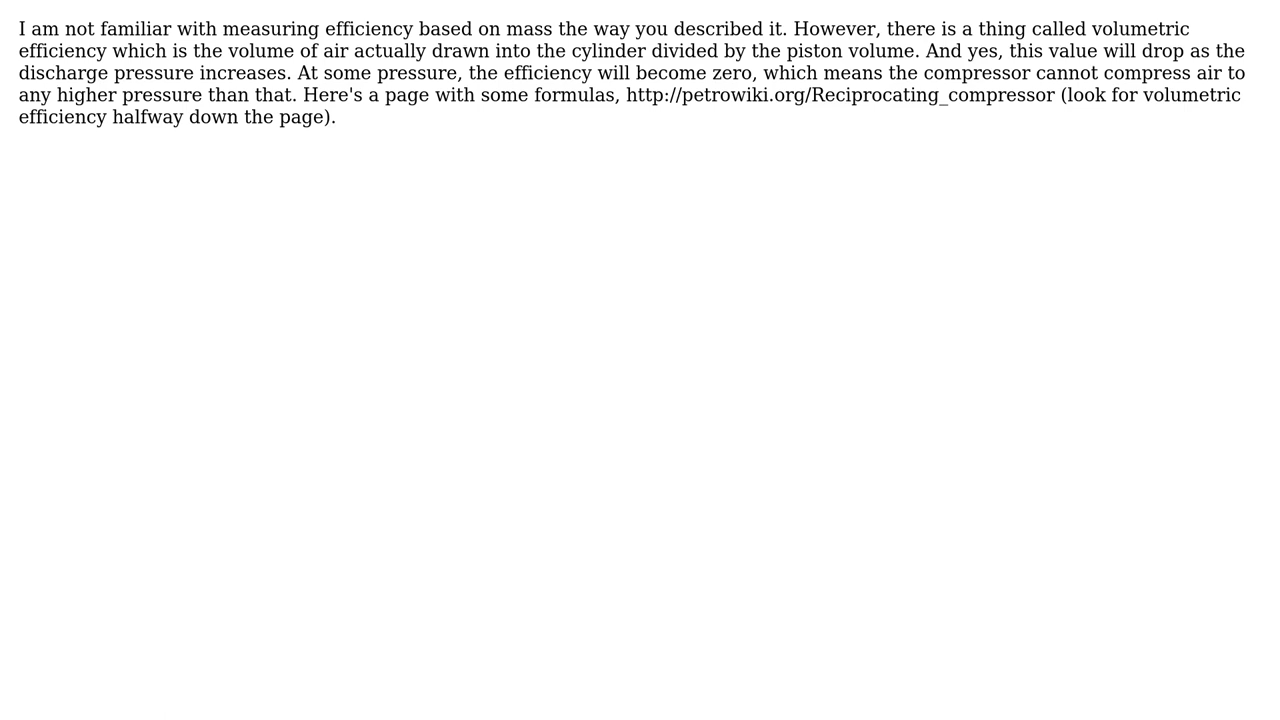 I am not familiar with measuring efficiency based on mass the way you described it. However, there is a thing called volumetric
efficiency which is the volume of air actually drawn into the cylinder divided by the piston volume. And yes, this value will drop as the
discharge pressure increases. At some pressure, the efficiency will become zero, which means the compressor cannot compress air to
any higher pressure than that. Here's a page with some formulas, http://petrowiki.org/Reciprocating_compressor (look for volumetric
efficiency halfway down the page).